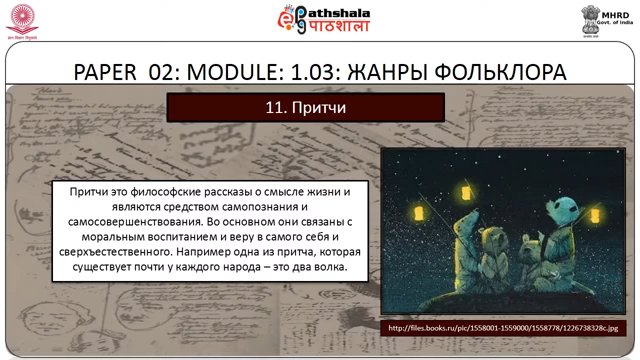 Pathshala
पाठशाला
MHRD
Govt. of India
PAPER 02: MODULE: 1.03: ЖАНРЫ ФОЛЬКЛОРА
11. Притчи
Притчи это философские рассказы о смысле жизни и
являются средством самопознания и
самосовершенствования. Во основном они связаны с
моральным воспитанием и веру в самого себя и
сверхъестественного. Например одна из притча, которая
существует почти у каждого народа – это два волка.
http://files.books.ru/pic/1558001-1559000/1558778/1226738328c.jpg